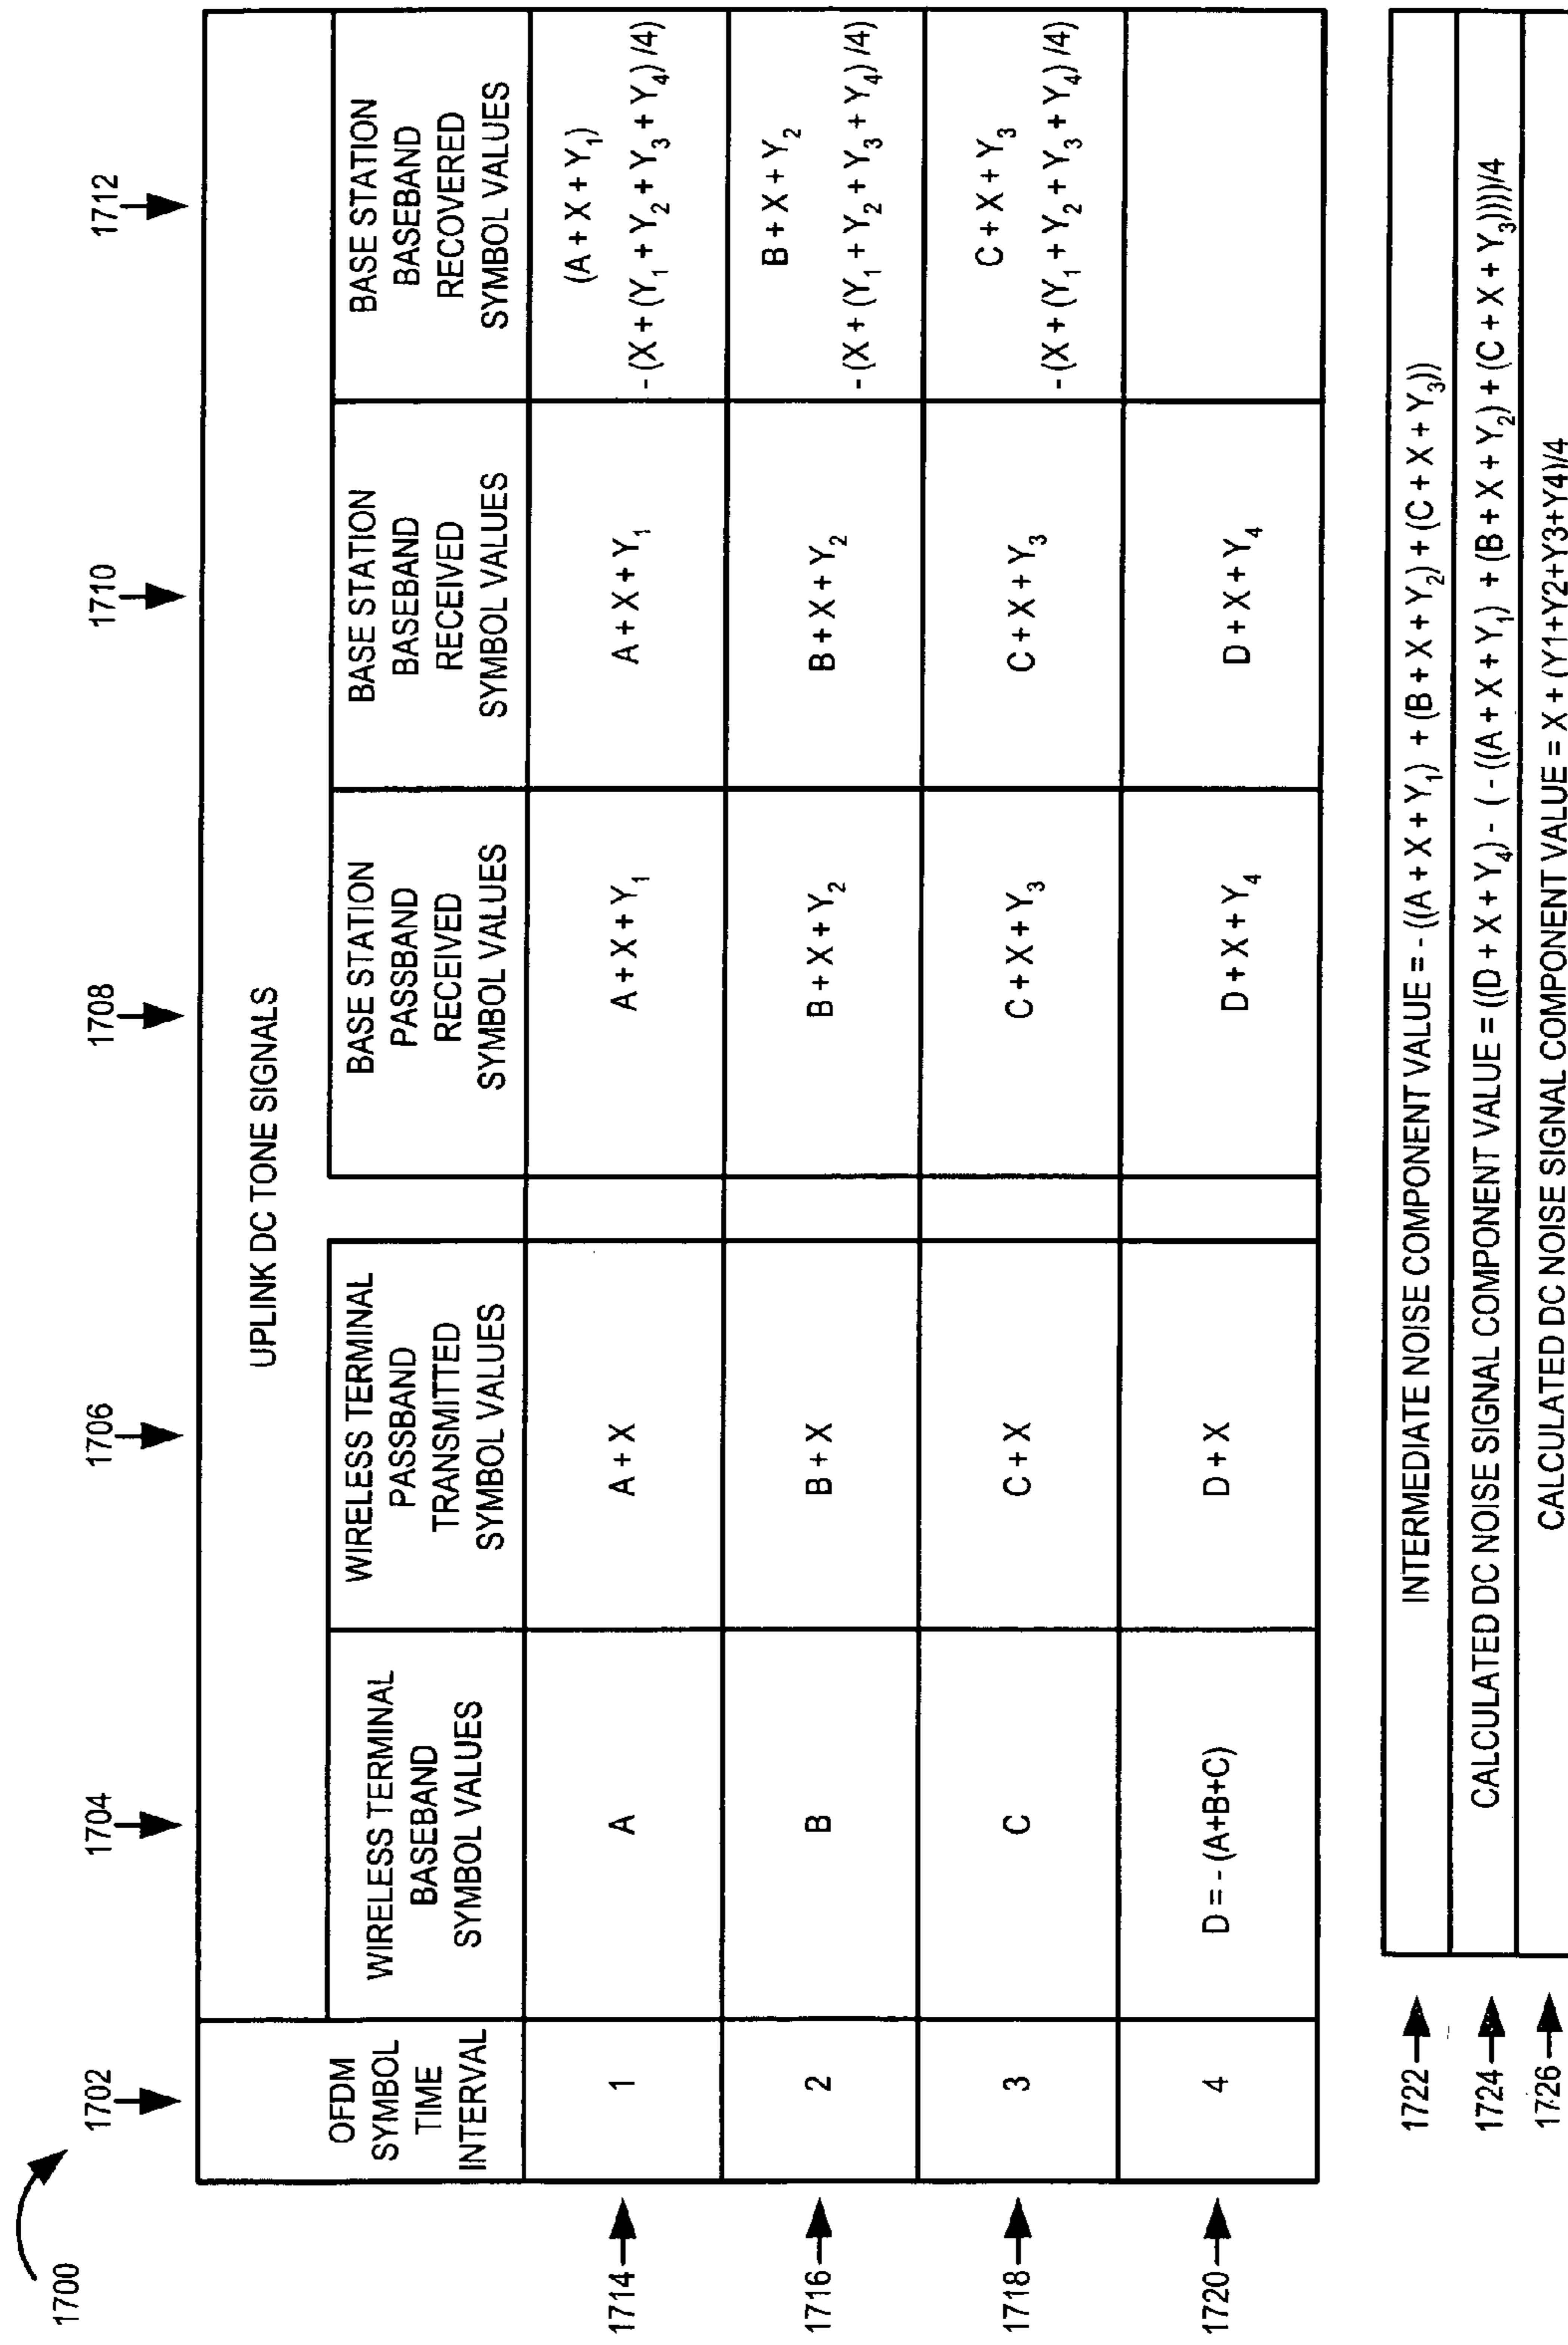 1700
1702
1704
1706
1708
1710
1712
UPLINK DC TONE SIGNALS
OFDM
SYMBOL
TIME
INTERVAL
WIRELESS TERMINAL
BASEBAND
SYMBOL VALUES
WIRELESS TERMINAL
PASSBAND
TRANSMITTED
SYMBOL VALUES
BASE STATION
PASSBAND
RECEIVED
SYMBOL VALUES
BASE STATION
BASEBAND
RECEIVED
SYMBOL VALUES
BASE STATION
BASEBAND
RECOVERED
SYMBOL VALUES
1714
1
A
A + X
A + X + Y₁
A + X + Y₁
(A + X + Y₁)
- (X + (Y₁ + Y₂ + Y₃ + Y₄) /4)
1716
2
B
B + X
B + X + Y₂
B + X + Y₂
B + X + Y₂
- (X + (Y₁ + Y₂ + Y₃ + Y₄) /4)
1718
3
C
C + X
C + X + Y₃
C + X + Y₃
C + X + Y₃
- (X + (Y₁ + Y₂ + Y₃ + Y₄) /4)
1720
4
D = - (A+B+C)
D + X
D + X + Y₄
D + X + Y₄
1722
INTERMEDIATE NOISE COMPONENT VALUE = - ((A + X + Y₁) + (B + X + Y₂) + (C + X + Y₃))
1724
CALCULATED DC NOISE SIGNAL COMPONENT VALUE = ((D + X + Y₄) - ( - ((A + X + Y₁) + (B + X + Y₂) + (C + X + Y₃))))/4
1726
CALCULATED DC NOISE SIGNAL COMPONENT VALUE = X + (Y1+Y2+Y3+Y4)/4